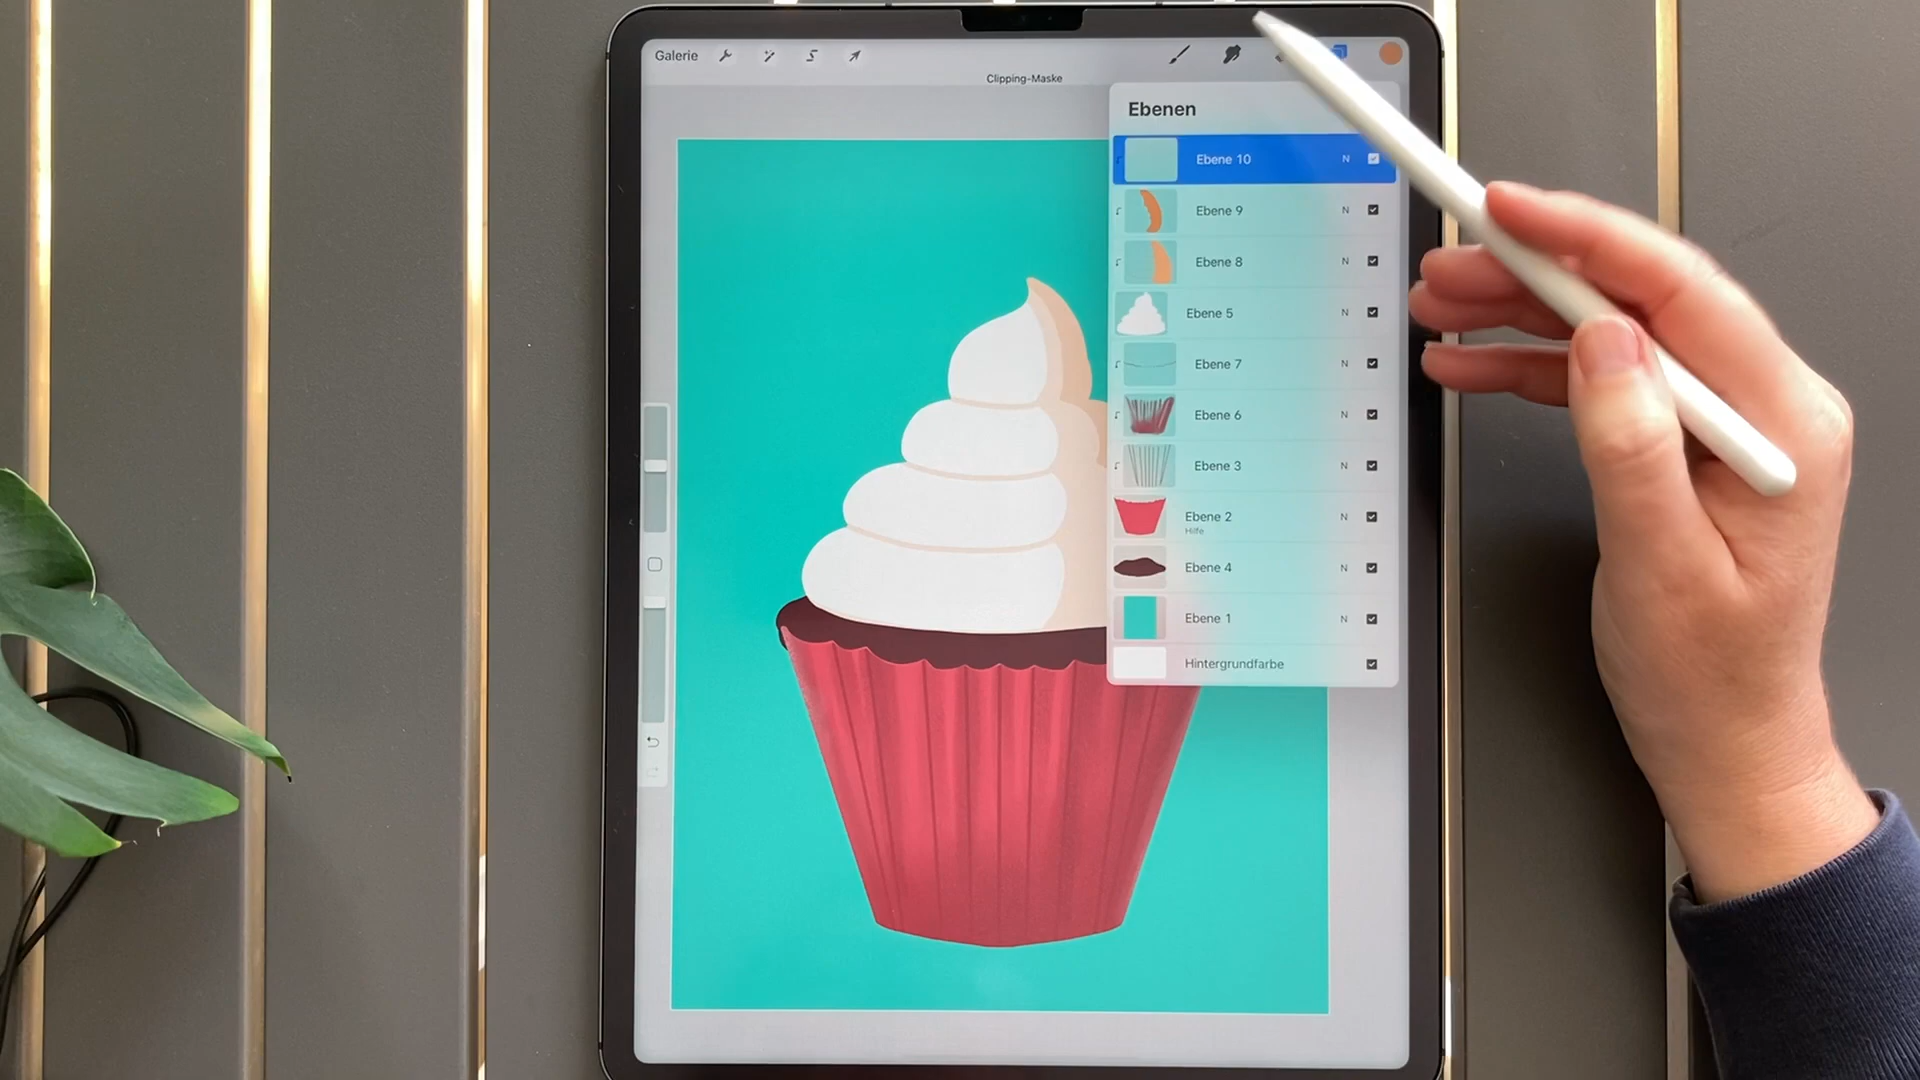 Galerie
Clipping-Maske
Ebenen
Ebene 10 N
Ebene 9 N
Ebene 8 N
Ebene 5 N
Ebene 7 N
Ebene 6 N
Ebene 3 N
Ebene 2 N
Hilfe
Ebene 4 N
Ebene 1 N
Hintergrundfarbe